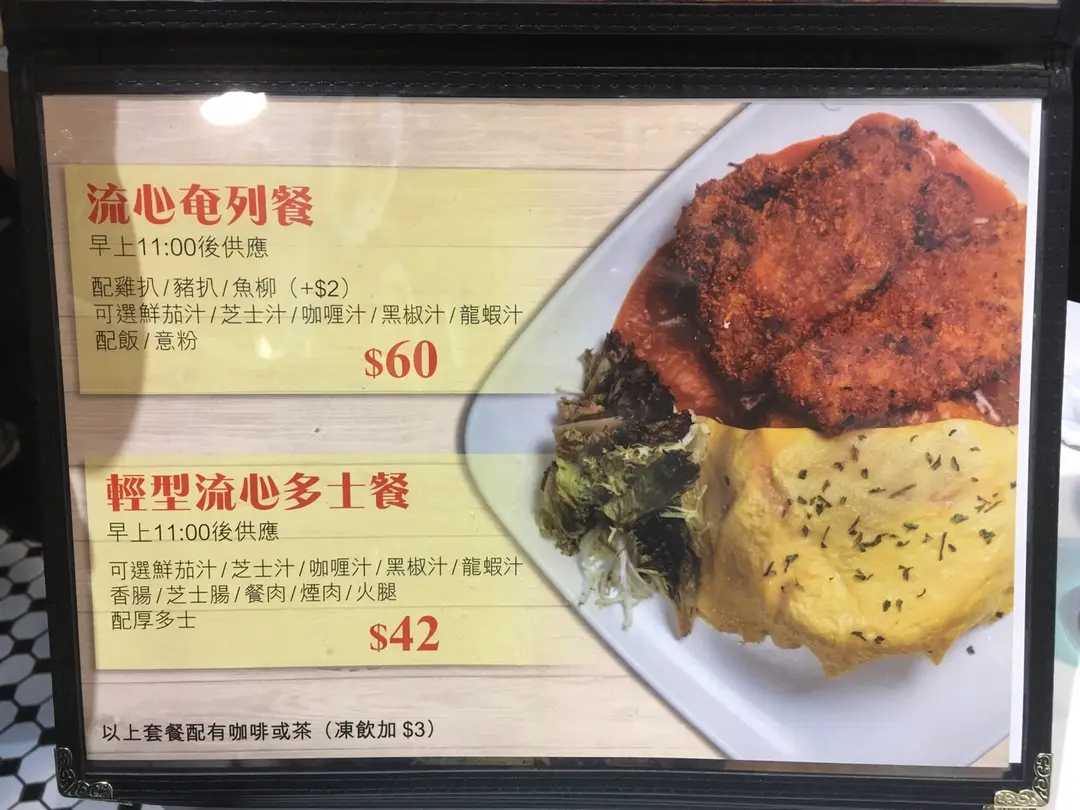 流心奄列餐
早上11:00後供應
配雞扒/豬扒/魚柳（+$2）
可選鮮茄汁/芝士汁/咖喱汁/黑椒汁/龍蝦汁
配飯/意粉
$60
輕型流心多士餐
早上11:00後供應
可選鮮茄汁/芝士汁/咖喱汁/黑椒汁/龍蝦汁
香腸/芝士腸/餐肉/煙肉/火腿
配厚多士
$42
以上套餐配有咖啡或茶（凍飲加 $3）